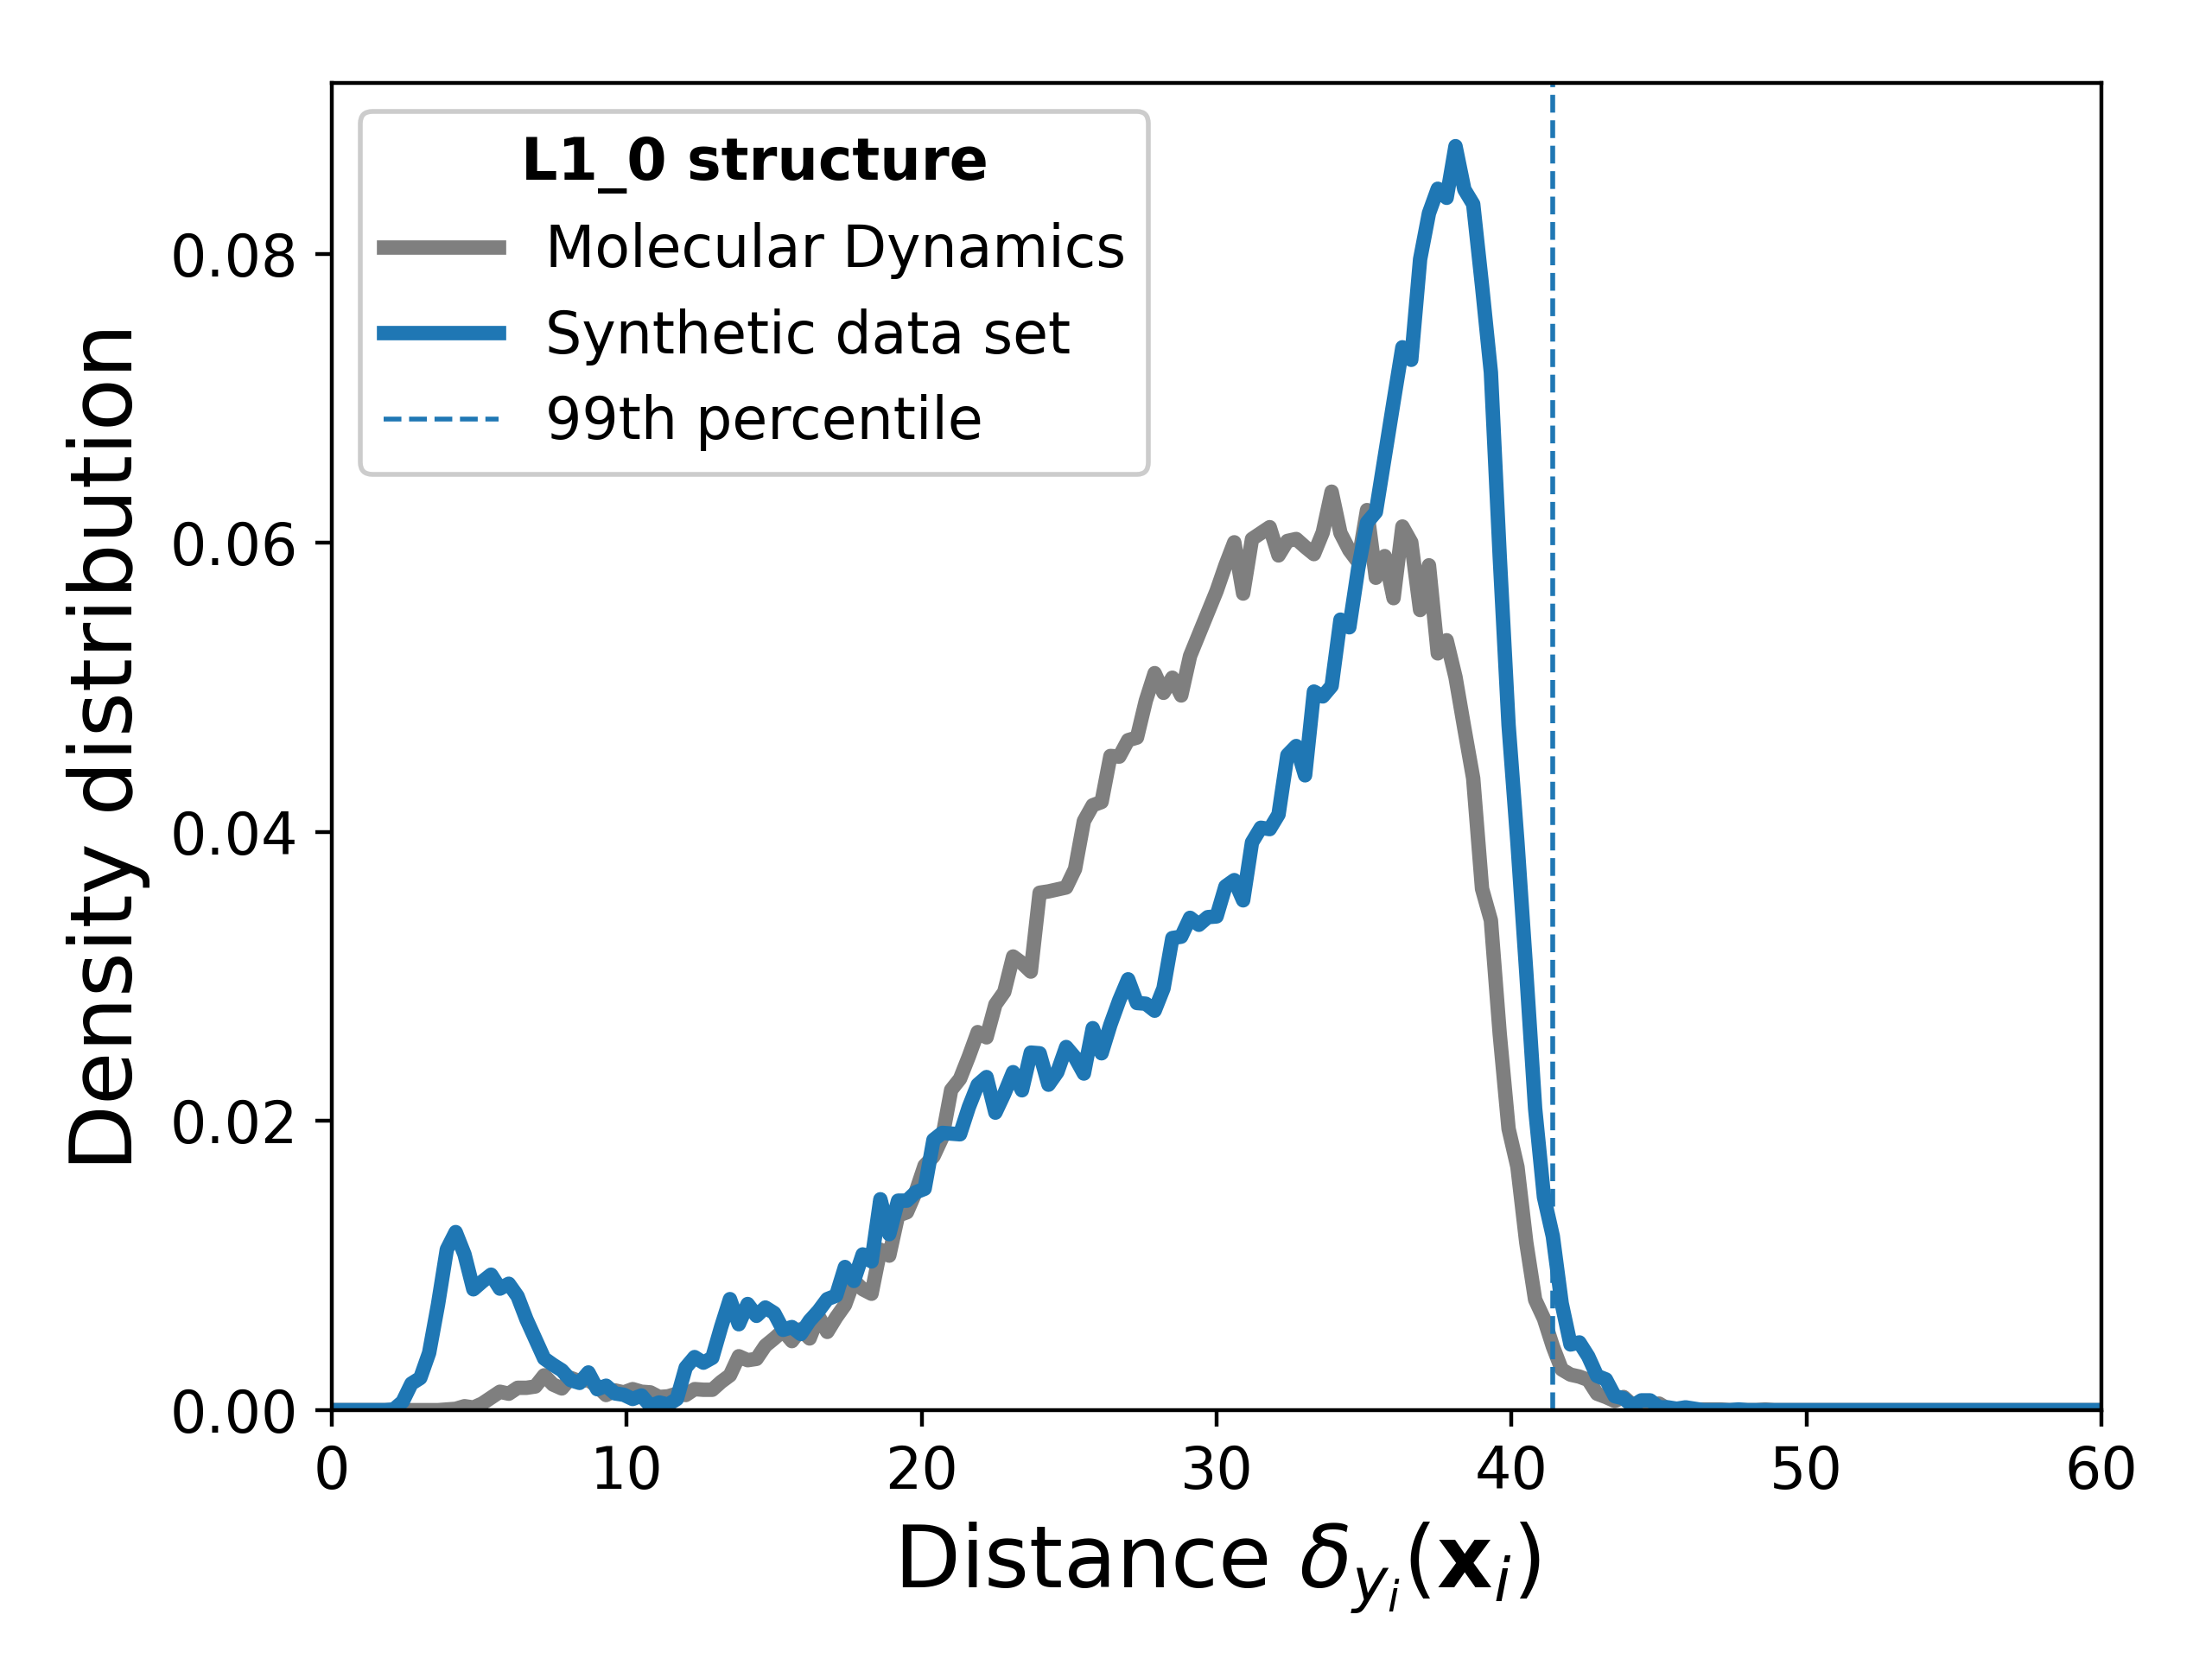 L1_0 structure
Molecular Dynamics
Synthetic data set
99th percentile
Density distribution
0.08
0.06
0.04
0.02
0.00
0 10 20 30 40 50 60
Distance δ_{y_i}(𝐱_i)